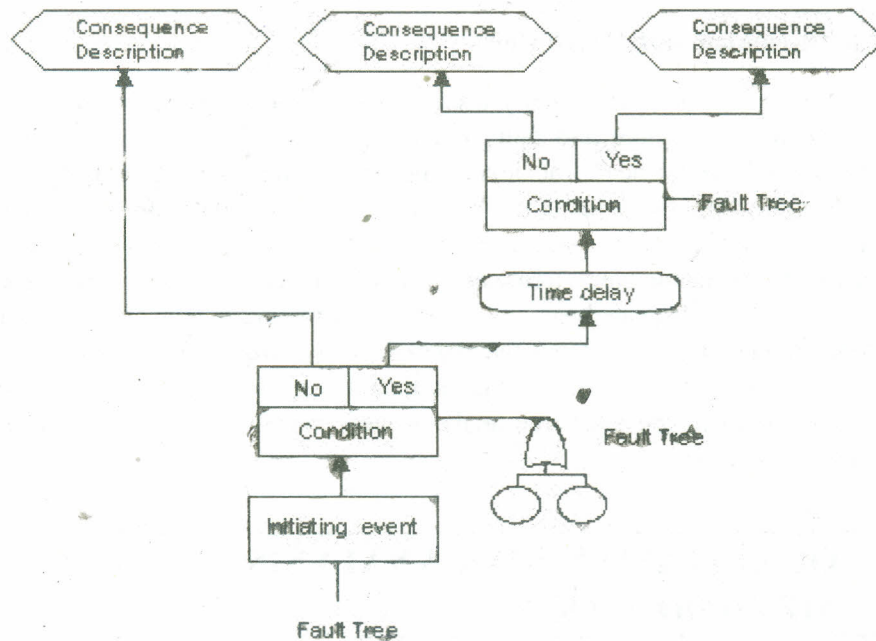 Consequence
Description
Consequence
Description
Consequence
Description
No
Yes
Condition
Fault Tree
Time delay
No
Yes
Condition
Fault Tree
Initiating event
Fault Tree